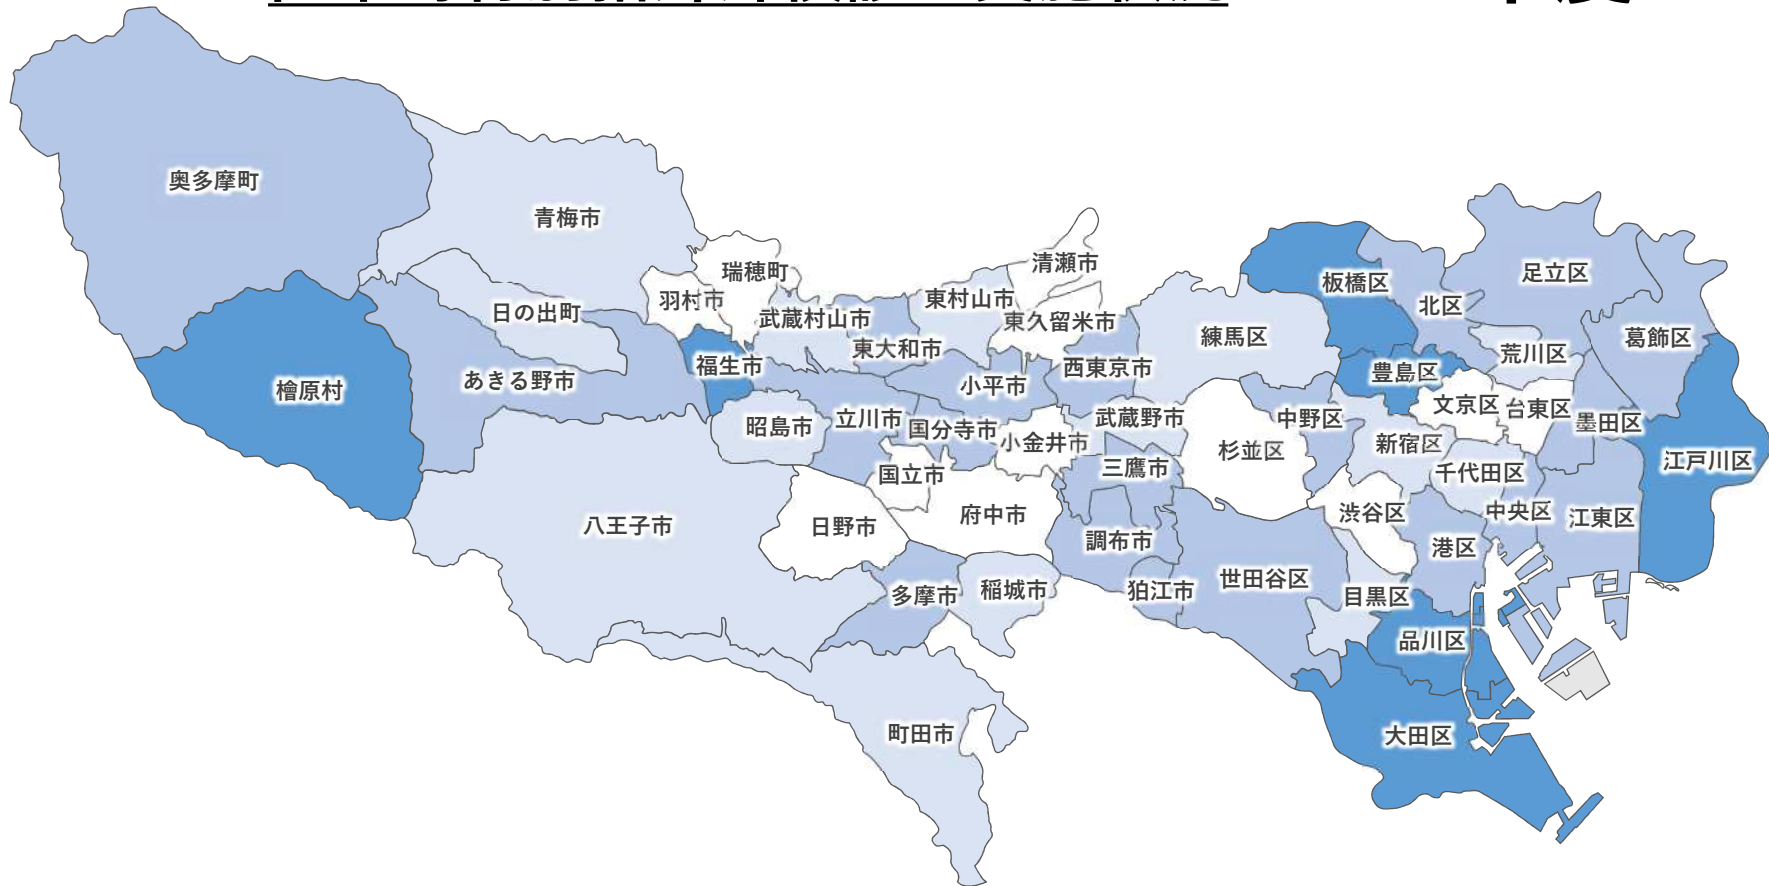 年度
奥多摩町
青梅市
瑞穂町
羽村市
日の出町
檜原村
あきる野市
福生市
武蔵村山市
東大和市
東村山市
清瀬市
東久留米市
西東京市
小平市
昭島市
立川市
国分寺市
小金井市
武蔵野市
国立市
三鷹市
八王子市
日野市
府中市
調布市
多摩市
稲城市
狛江市
町田市
練馬区
板橋区
北区
足立区
葛飾区
荒川区
豊島区
文京区
台東区
墨田区
中野区
新宿区
杉並区
千代田区
江戸川区
渋谷区
中央区
江東区
港区
世田谷区
目黒区
品川区
大田区